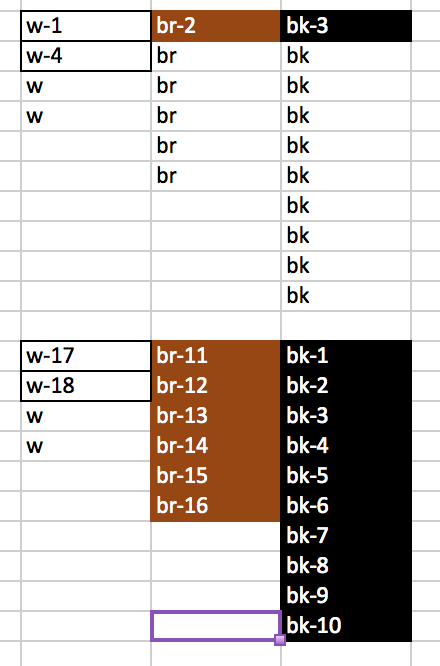 w-1 br-2 bk-3
w-4 br bk
w br bk
w br bk
br bk
br bk
bk
bk
bk
bk
w-17 br-11 bk-1
w-18 br-12 bk-2
w br-13 bk-3
w br-14 bk-4
br-15 bk-5
br-16 bk-6
bk-7
bk-8
bk-9
bk-10